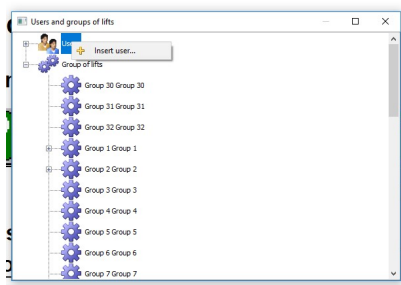 Users and groups of lifts
Insert user...
Group of lifts
Group 30 Group 30
Group 31 Group 31
Group 32 Group 32
Group 1 Group 1
Group 2 Group 2
Group 3 Group 3
Group 4 Group 4
Group 5 Group 5
Group 6 Group 6
Group 7 Group 7